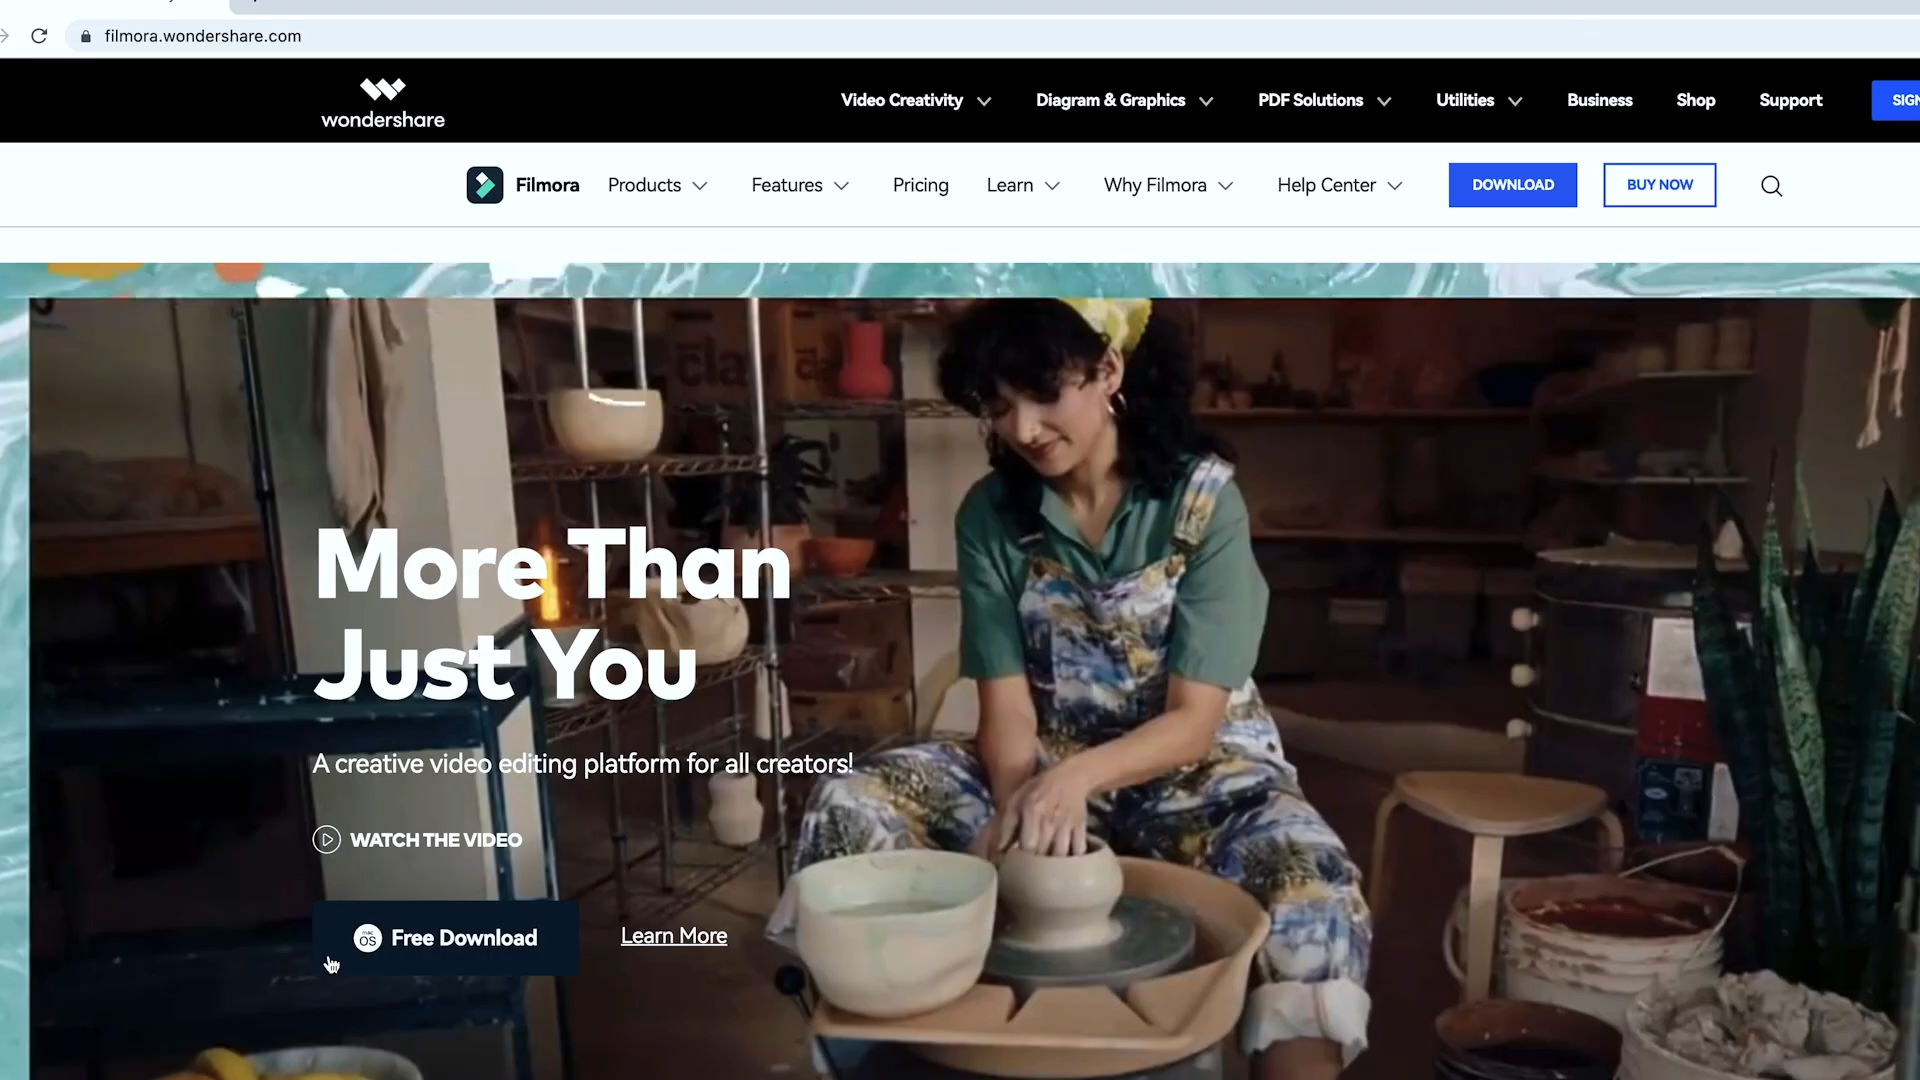 filmora.wondershare.com
wondershare
Video Creativity
Diagram & Graphics
PDF Solutions
Utilities
Business
Shop
Support
Filmora
Products
Features
Pricing
Learn
Why Filmora
Help Center
DOWNLOAD
BUY NOW
More Than
Just You
A creative video editing platform for all creators!
WATCH THE VIDEO
mac
OS
Free Download
Learn More